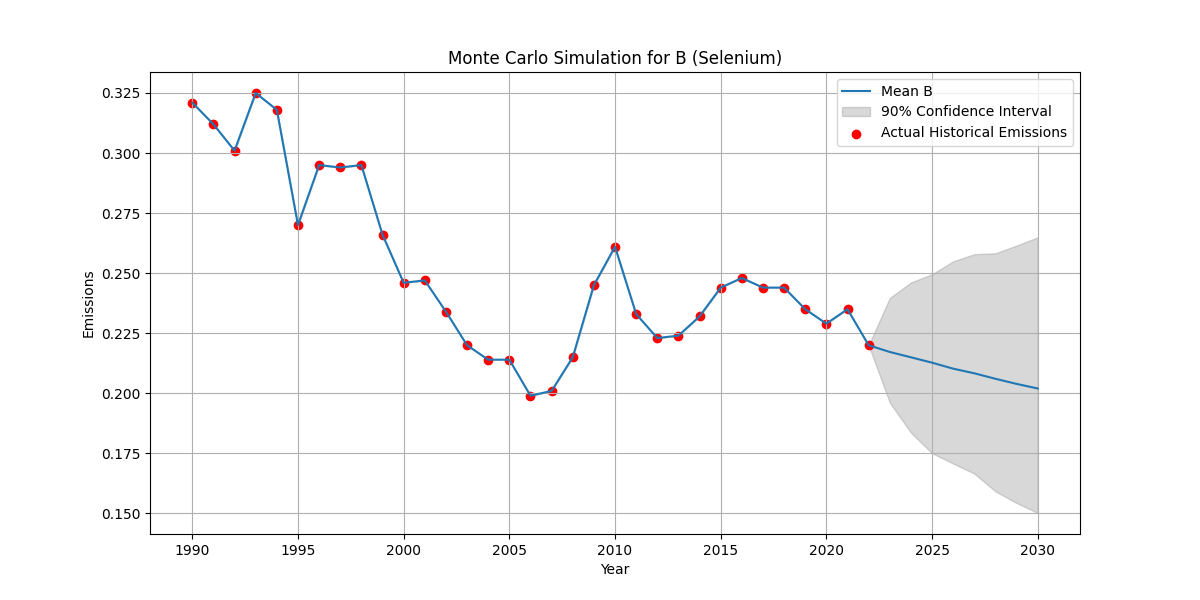 Monte Carlo Simulation for B (Selenium)
Mean B
90% Confidence Interval
Actual Historical Emissions
Emissions
0.325
0.300
0.275
0.250
0.225
0.200
0.175
0.150
1990 1995 2000 2005 2010 2015 2020 2025 2030
Year